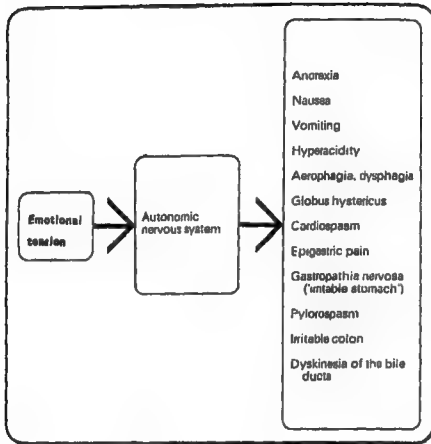 Emotional
tension
Autonomic
nervous system
Anorexia
Nausea
Vomiting
Hyperacidity
Aerophagia, dysphagia
Globus hystericus
Cardiospasm
Epigastric pain
Gastropathia nervosa
('irritable stomach')
Pylorospasm
Irritable colon
Dyskinesia of the bile
ducts